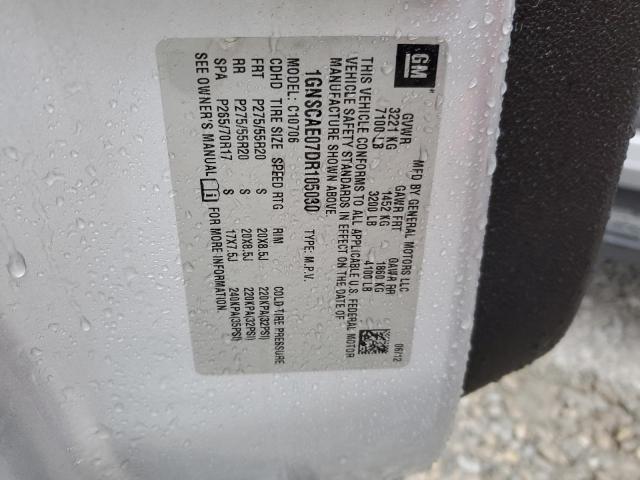 GM
MFD BY GENERAL MOTORS LLC
06/12
GVWR GAWR FRT GAWR RR
3221 KG 1452 KG 1860 KG
7100 LB 3200 LB 4100 LB
THIS VEHICLE CONFORMS TO ALL APPLICABLE U.S. FEDERAL MOTOR
VEHICLE SAFETY STANDARDS IN EFFECT ON THE DATE OF
MANUFACTURE SHOWN ABOVE.
1GNSCAE07DR105030 TYPE: M.P.V.
MODEL: C10706
CDHD TIRE SIZE SPEED RTG RIM COLD TIRE PRESSURE
FRT P275/55R20 S 20X8.5J 220KPA(32PSI)
RR P275/55R20 S 20X8.5J 220KPA(32PSI)
SPA P265/70R17 S 17X7.5J 240KPA(35PSI)
SEE OWNER'S MANUAL i FOR MORE INFORMATION.